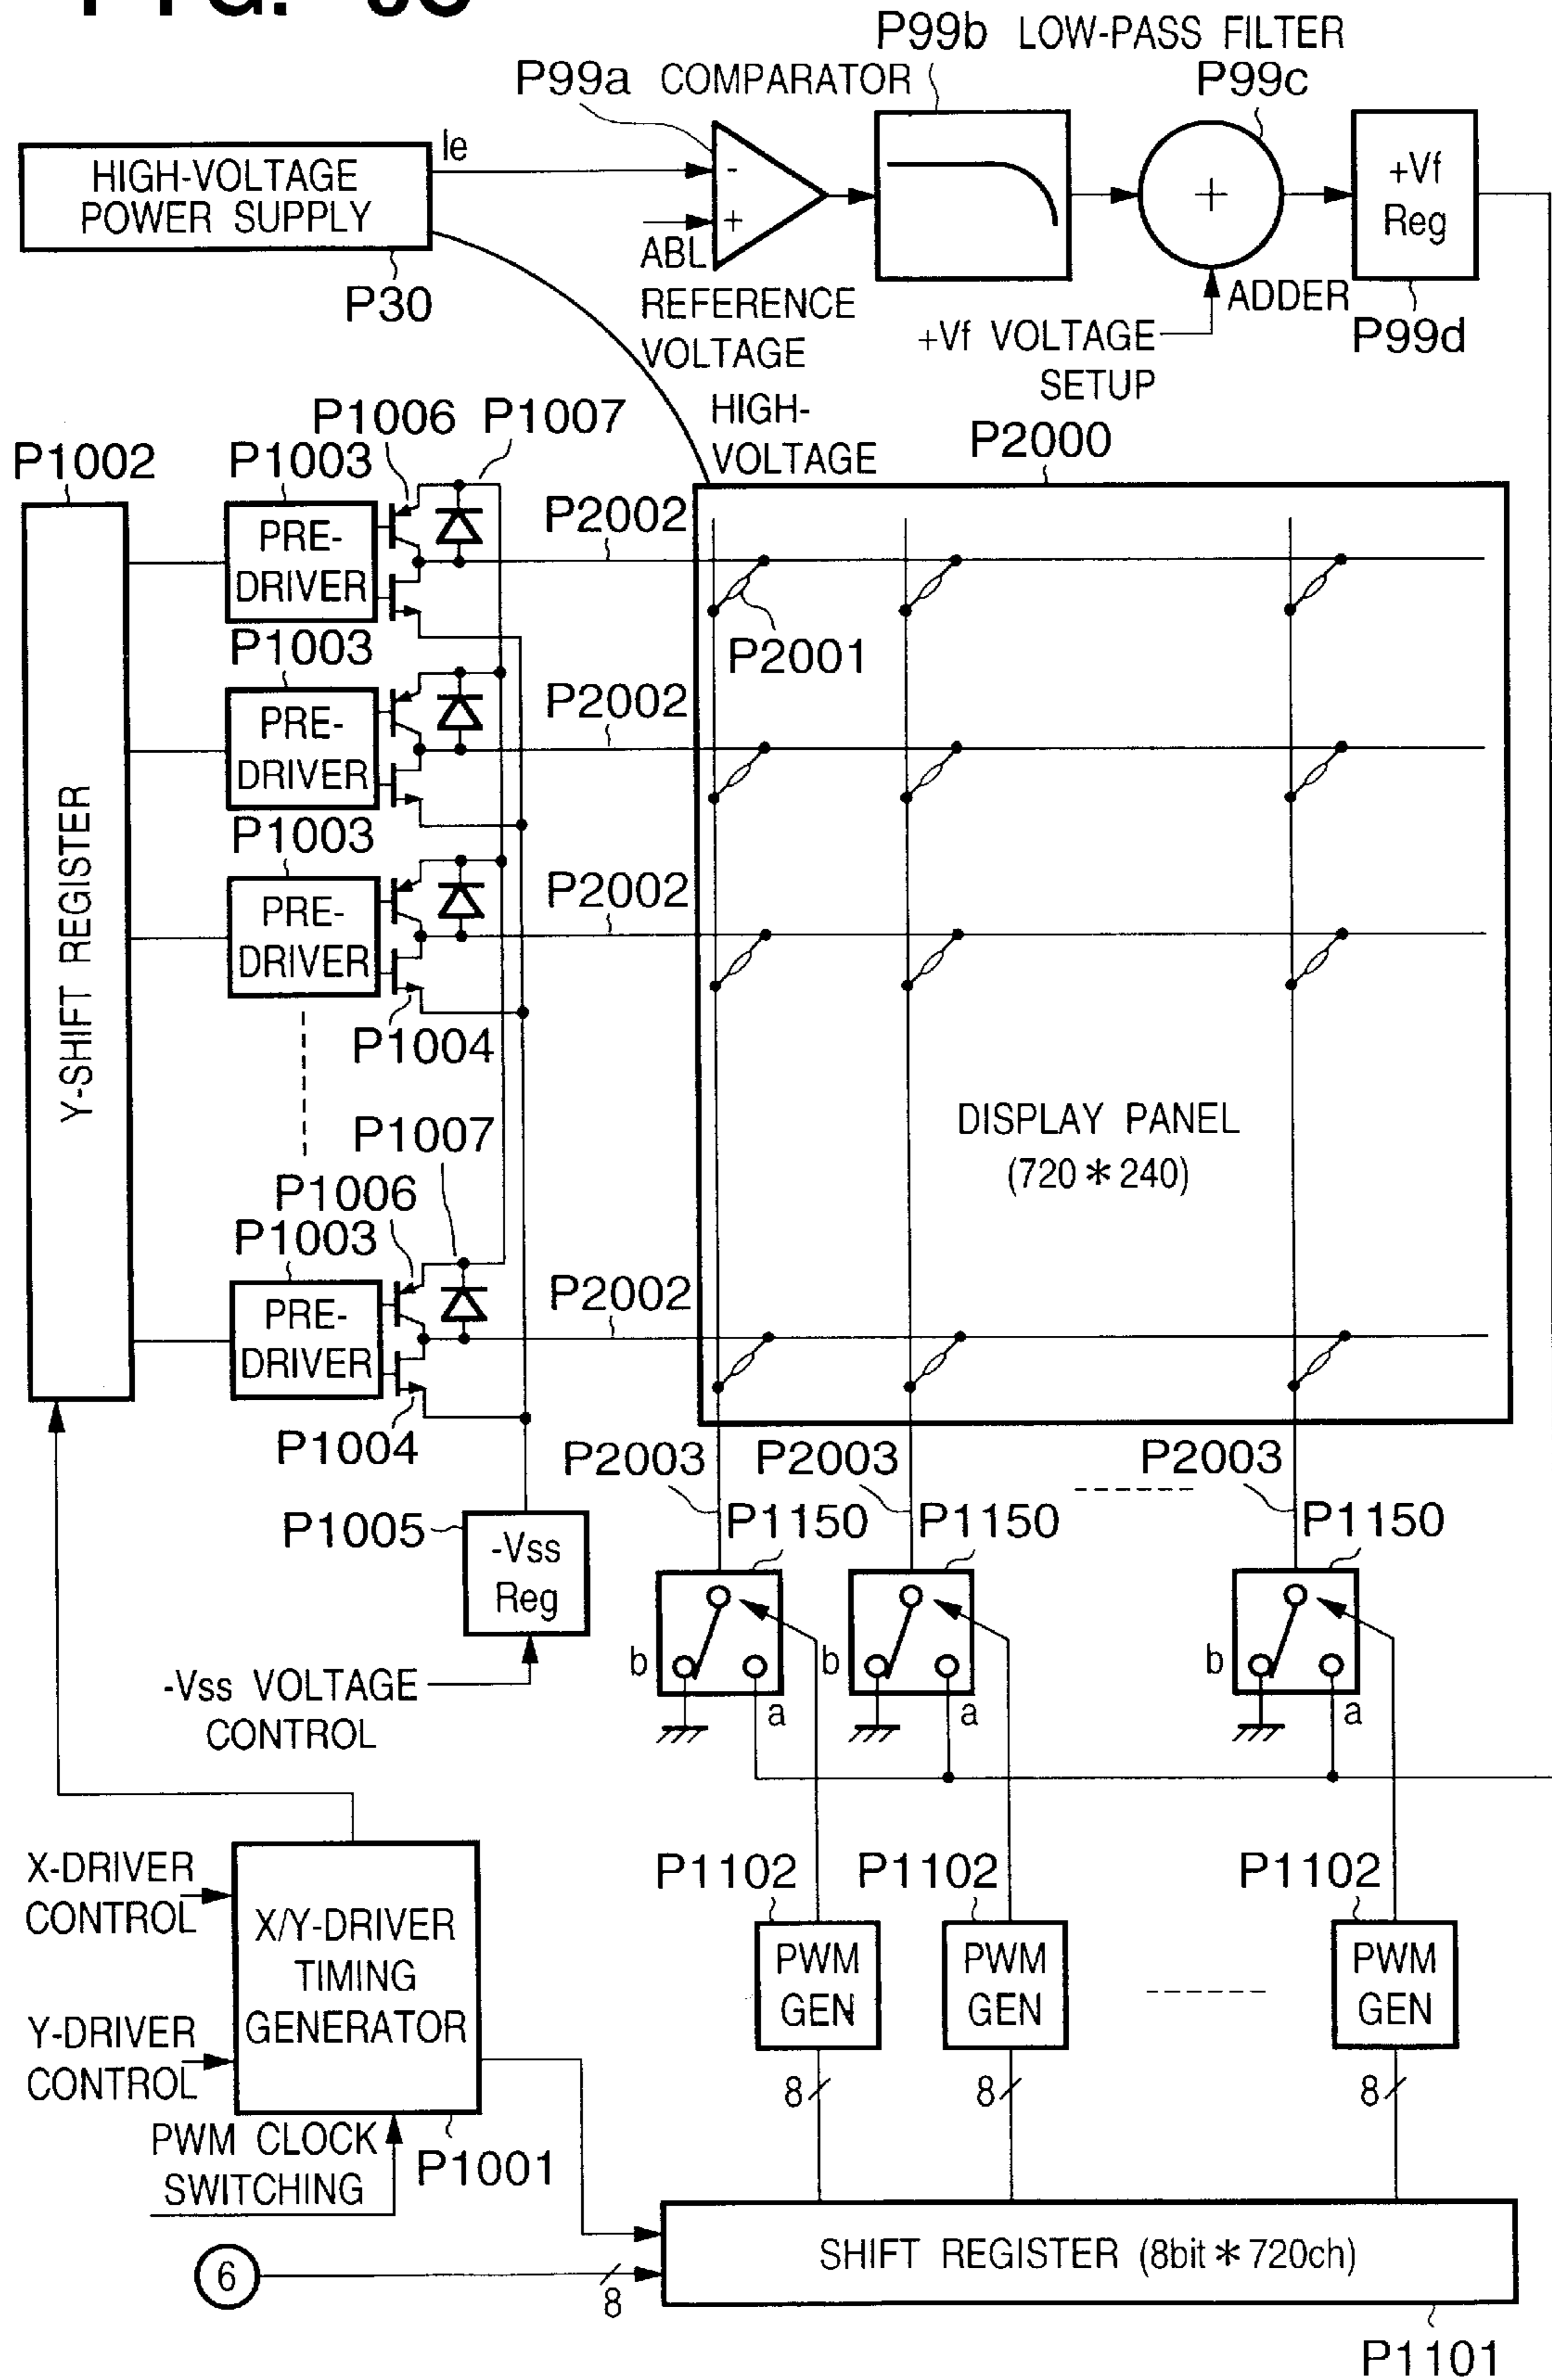 FIG.
P99b LOW-PASS FILTER
P99a COMPARATOR
P99c
Ie
HIGH-VOLTAGE
POWER SUPPLY
-
+
+
+Vf
Reg
ABL
REFERENCE
VOLTAGE
P30
ADDER
+Vf VOLTAGE
SETUP
P99d
HIGH-
VOLTAGE
P1006 P1007
P2000
P1002
P1003
P2002
PRE-
DRIVER
P2001
P1003
P2002
PRE-
DRIVER
P1003
P2002
PRE-
DRIVER
P1004
Y-SHIFT REGISTER
DISPLAY PANEL
(720*240)
P1007
P1006
P1003
P2002
PRE-
DRIVER
P1004
P2003 P2003 P2003
P1005
P1150 P1150 P1150
-Vss
Reg
b b b
a a a
-Vss VOLTAGE
CONTROL
X-DRIVER
CONTROL
X/Y-DRIVER
TIMING
GENERATOR
Y-DRIVER
CONTROL
P1102 P1102 P1102
PWM
GEN
PWM
GEN
PWM
GEN
8 8 8
PWM CLOCK
SWITCHING
P1001
SHIFT REGISTER (8bit*720ch)
6
8
P1101